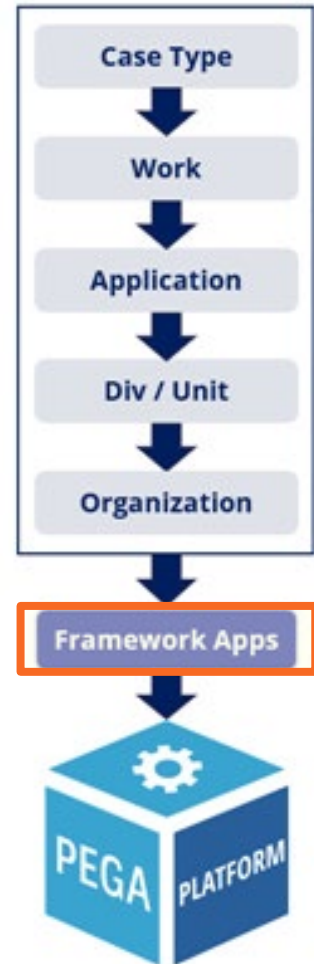 Case Type
Work
Application
Div / Unit
Organization
Framework Apps
PEGA PLATFORM